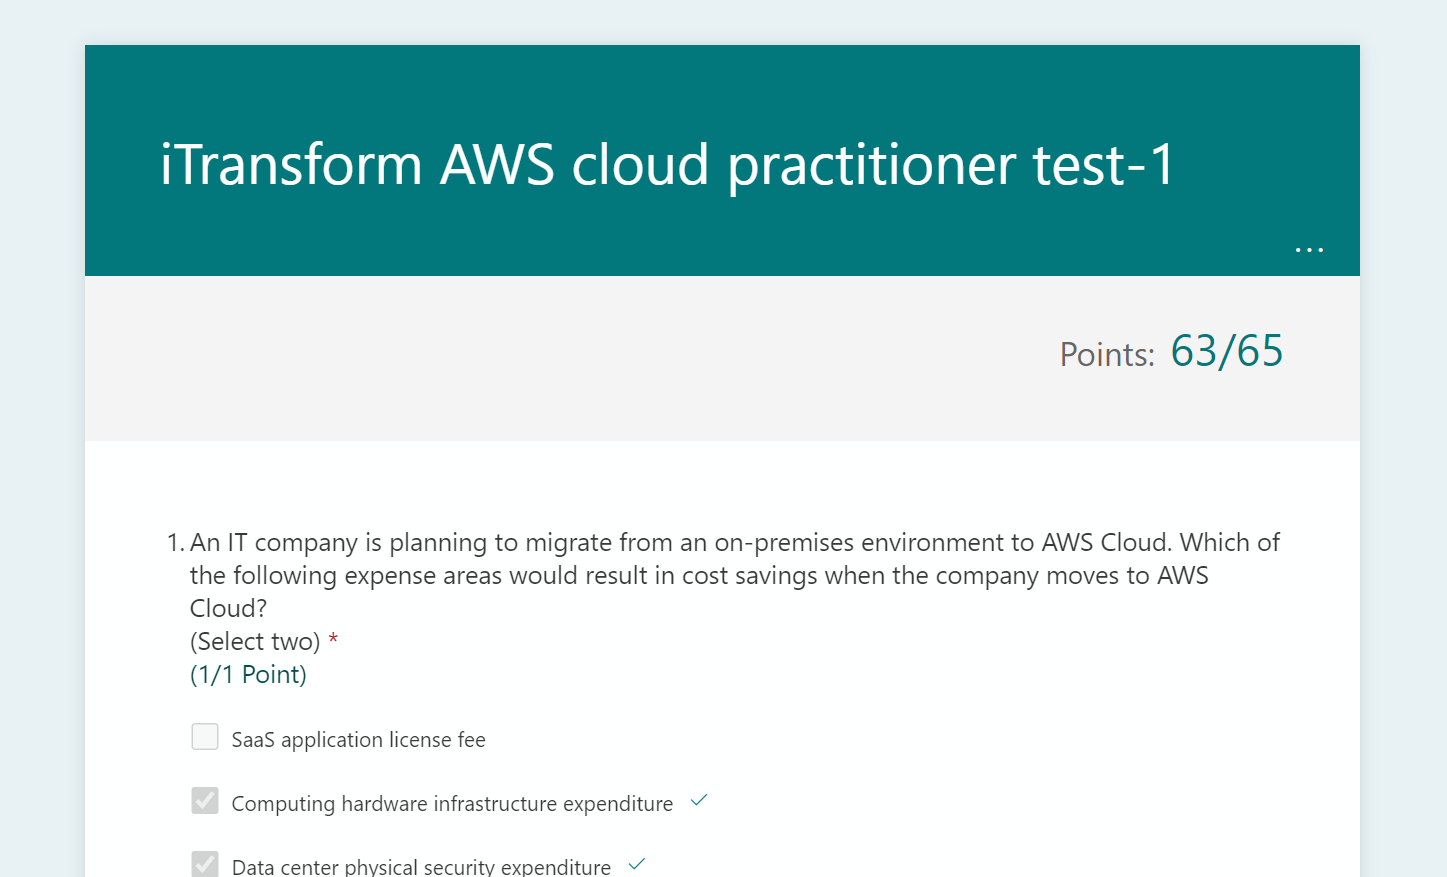 iTransform AWS cloud practitioner test-1
...
Points: 63/65
1. An IT company is planning to migrate from an on-premises environment to AWS Cloud. Which of
the following expense areas would result in cost savings when the company moves to AWS
Cloud?
(Select two) *
(1/1 Point)
SaaS application license fee
Computing hardware infrastructure expenditure
Data center physical security expenditure